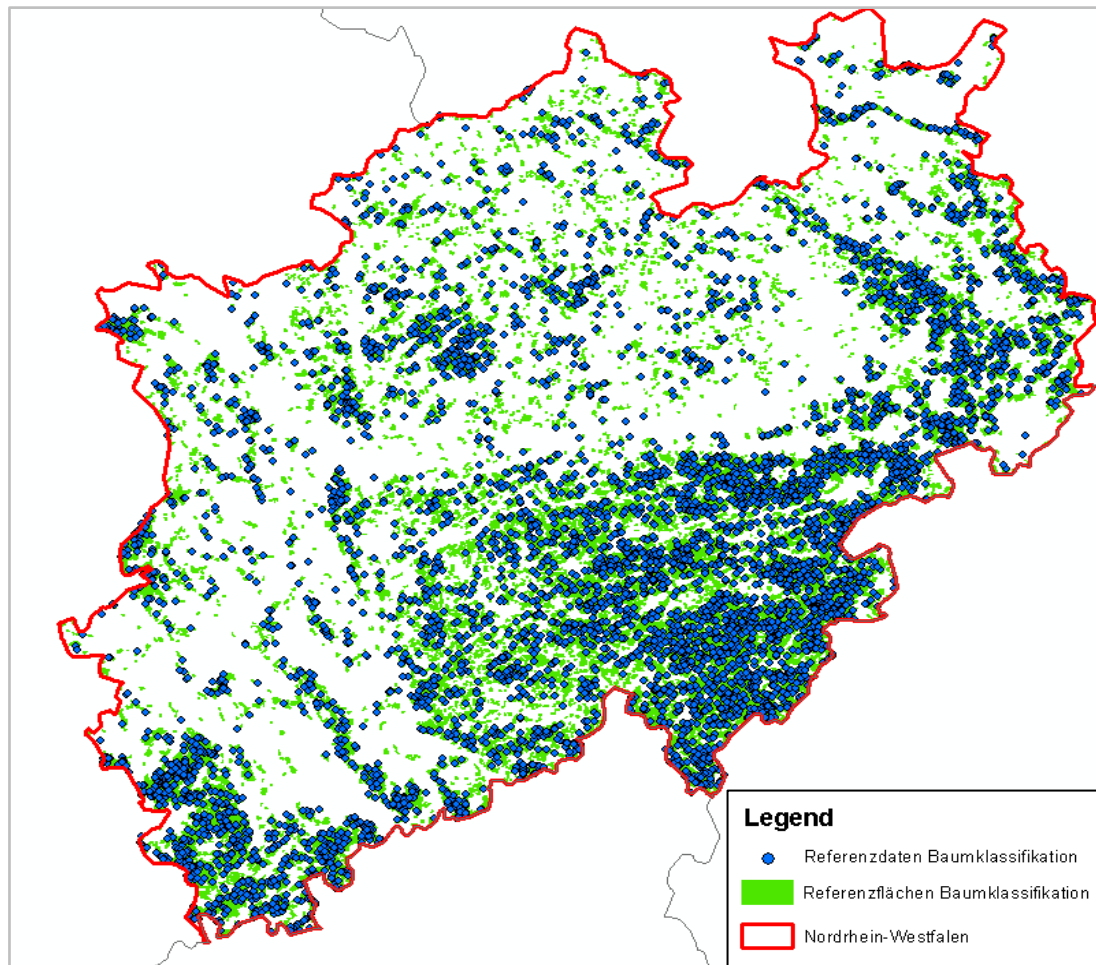 Legend
Referenzdaten Baumklassifikation
Referenzflächen Baumklassifikation
Nordrhein-Westfalen